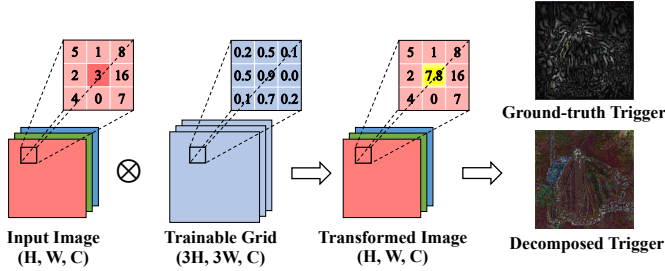 5 1 8
2 3 16
4 0 7
0.2 0.5 0.1
0.5 0.9 0.0
0.1 0.7 0.2
5 1 8
2 7.8 16
4 0 7
Ground-truth Trigger
Input Image
(H, W, C)
Trainable Grid
(3H, 3W, C)
Transformed Image
(H, W, C)
Decomposed Trigger